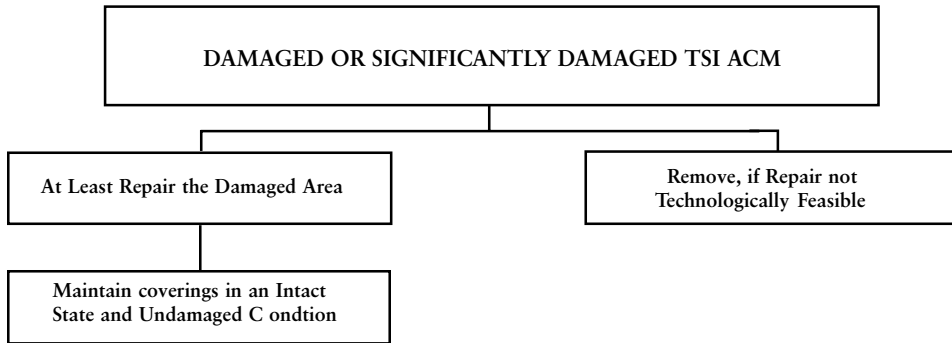 DAMAGED OR SIGNIFICANTLY DAMAGED TSI ACM
At Least Repair the Damaged Area
Remove, if Repair not
Technologically Feasible
Maintain coverings in an Intact
State and Undamaged C ondtion